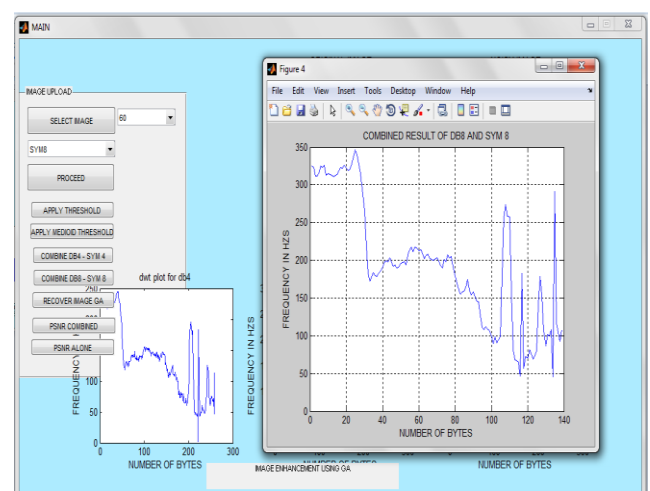 MAIN
IMAGE UPLOAD
SELECT IMAGE
60
SYM8
PROCEED
APPLY THRESHOLD
APPLY MEDIOID THRESHOLD
COMBINE DB4 - SYM 4
COMBINE DB8 - SYM 8
RECOVER IMAGE GA
PSNR COMBINED
PSNR ALONE
dwt plot for db4
250
100
50
0
0 100 200 300
NUMBER OF BYTES
FREQUENCY IN HZS
Figure 4
File Edit View Insert Tools Desktop Window Help
COMBINED RESULT OF DB8 AND SYM 8
FREQUENCY IN HZS
350
300
250
200
150
100
50
0
0 20 40 60 80 100 120 140
NUMBER OF BYTES
NUMBER OF BYTES
IMAGE ENHANCEMENT USING GA